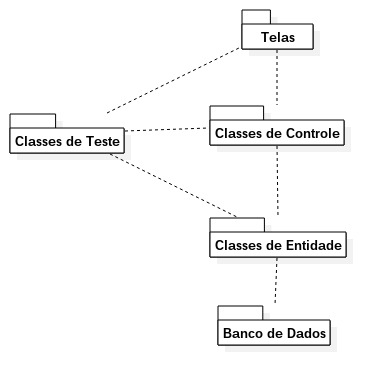 Telas
Classes de Controle
Classes de Teste
Classes de Entidade
Banco de Dados